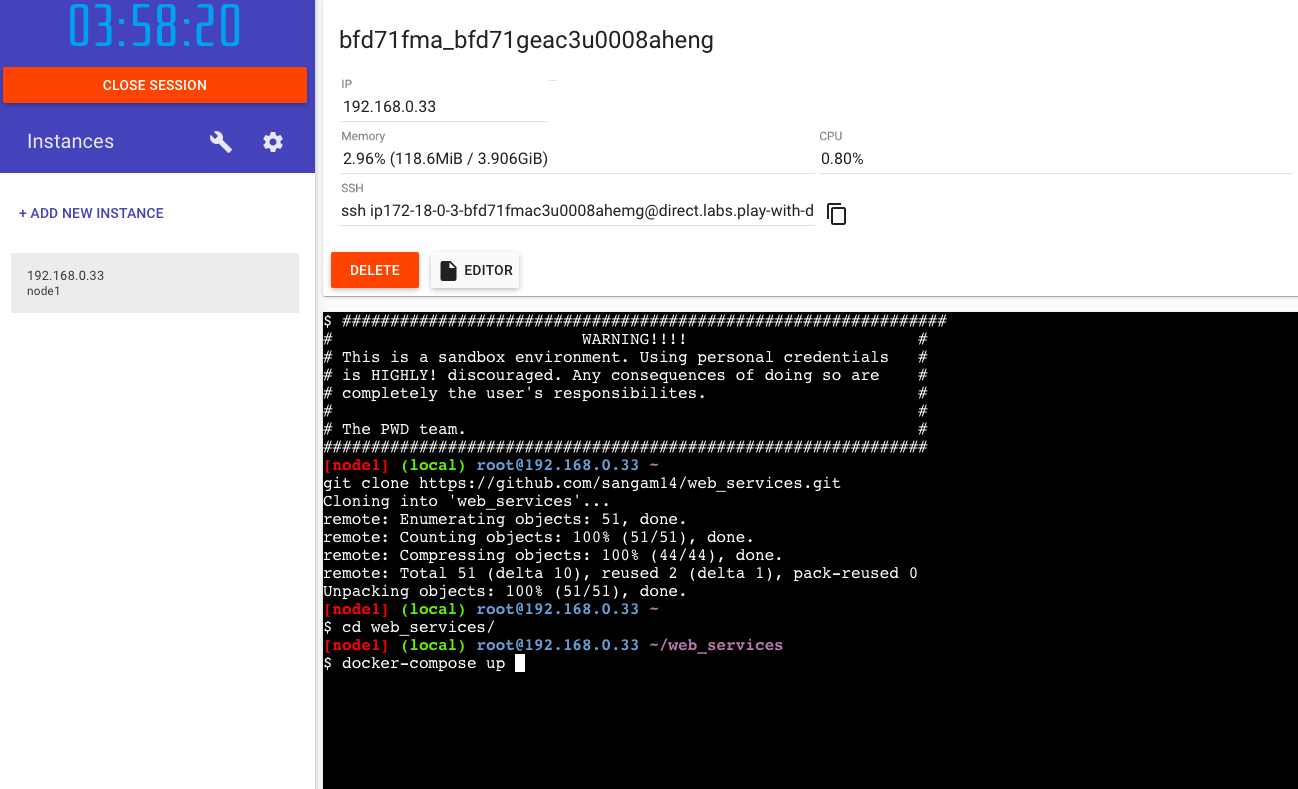 03:58:20
CLOSE SESSION
Instances
+ ADD NEW INSTANCE
192.168.0.33
node1
bfd71fma_bfd71geac3u0008aheng
IP
192.168.0.33
Memory
2.96% (118.6MiB / 3.906GiB)
CPU
0.80%
SSH
ssh ip172-18-0-3-bfd71fmac3u0008ahemg@direct.labs.play-with-d
DELETE
EDITOR
$ ###############################################################
# WARNING!!!! #
# This is a sandbox environment. Using personal credentials #
# is HIGHLY! discouraged. Any consequences of doing so are #
# completely the user's responsibilites. #
# #
# The PWD team. #
###############################################################
[node1] (local) root@192.168.0.33 ~
git clone https://github.com/sangam14/web_services.git
Cloning into 'web_services'...
remote: Enumerating objects: 51, done.
remote: Counting objects: 100% (51/51), done.
remote: Compressing objects: 100% (44/44), done.
remote: Total 51 (delta 10), reused 2 (delta 1), pack-reused 0
Unpacking objects: 100% (51/51), done.
[node1] (local) root@192.168.0.33 ~
$ cd web_services/
[node1] (local) root@192.168.0.33 ~/web_services
$ docker-compose up